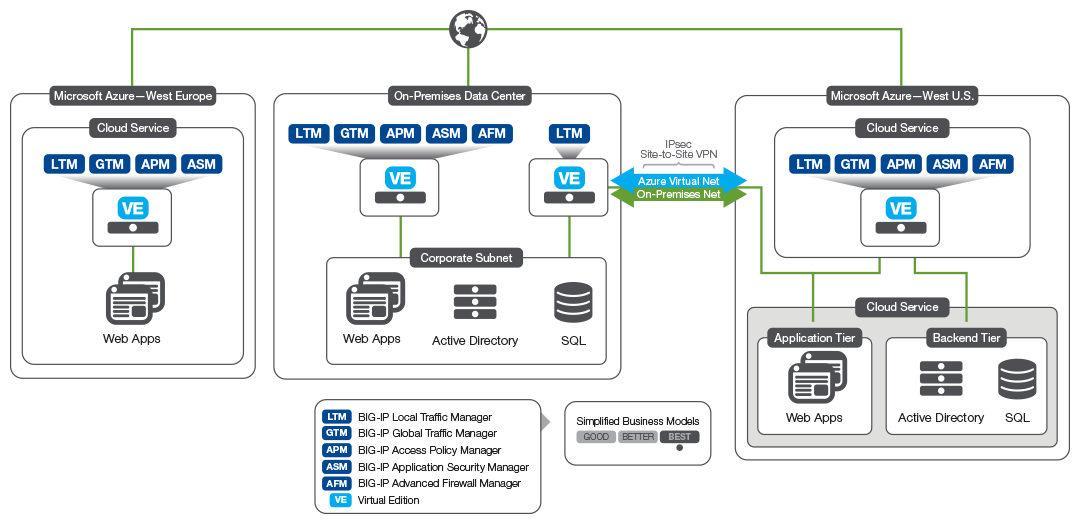 Microsoft Azure—West Europe
Cloud Service
LTM GTM APM ASM
VE
Web Apps
On-Premises Data Center
LTM GTM APM ASM AFM
VE
LTM
VE
Corporate Subnet
Web Apps
Active Directory
SQL
IPsec
Site-to-Site VPN
Azure Virtual Net
On-Premises Net
Microsoft Azure—West U.S.
Cloud Service
LTM GTM APM ASM AFM
VE
Cloud Service
Application Tier
Web Apps
Backend Tier
Active Directory
SQL
LTM BIG-IP Local Traffic Manager
GTM BIG-IP Global Traffic Manager
APM BIG-IP Access Policy Manager
ASM BIG-IP Application Security Manager
AFM BIG-IP Advanced Firewall Manager
VE Virtual Edition
Simplified Business Models
GOOD BETTER BEST